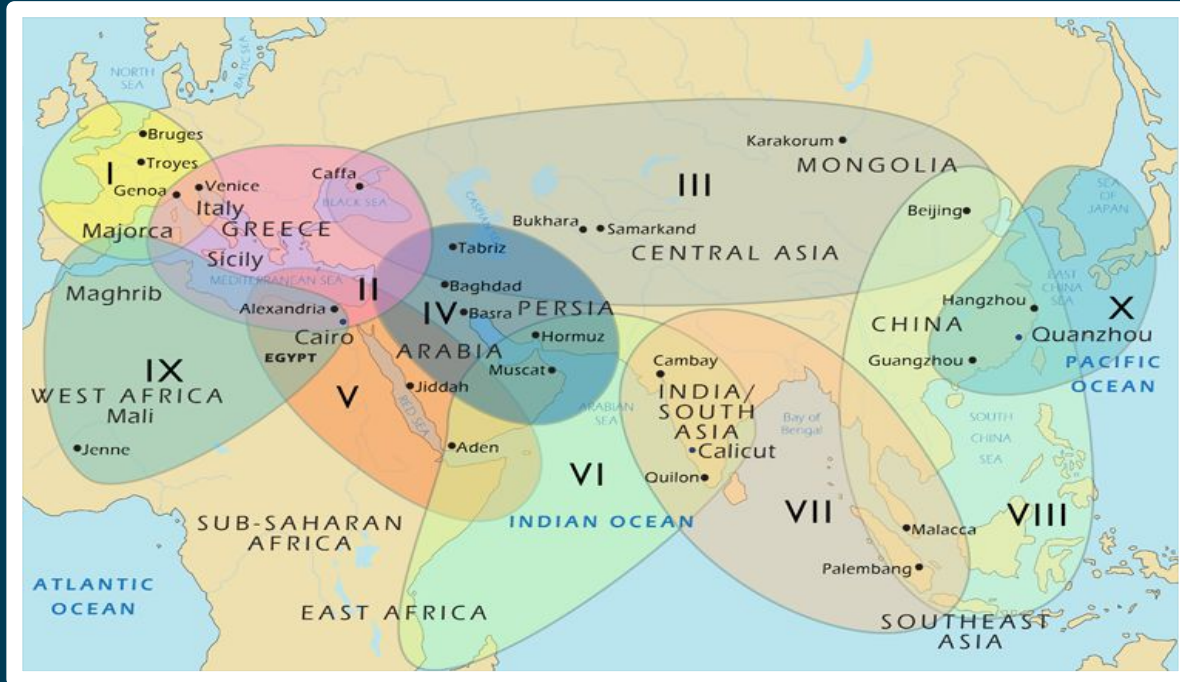 NORTH
SEA
BALTIC SEA
Bruges
Troyes
I
Genoa
Venice
Italy
Majorca
Caffa
BLACK SEA
GREECE
Sicily
MEDITERRANEAN SEA
II
Karakorum
MONGOLIA
III
CASPIAN SEA
Bukhara
Samarkand
CENTRAL ASIA
Beijing
SEA
OF
JAPAN
Tabriz
Baghdad
IV
Basra
PERSIA
Hormuz
ARABIA
Muscat
Maghrib
Alexandria
Cairo
EGYPT
IX
WEST AFRICA
Mali
Jenne
V
Jiddah
RED SEA
Aden
EAST
CHINA
SEA
Hangzhou
X
CHINA
Quanzhou
Guangzhou
PACIFIC
OCEAN
Cambay
INDIA/
SOUTH
ASIA
ARABIAN
SEA
Bay of
Bengal
Calicut
Quilon
SOUTH
CHINA
SEA
VI
INDIAN OCEAN
VII
VIII
Malacca
Palembang
SUB-SAHARAN
AFRICA
ATLANTIC
OCEAN
EAST AFRICA
SOUTHEAST
ASIA